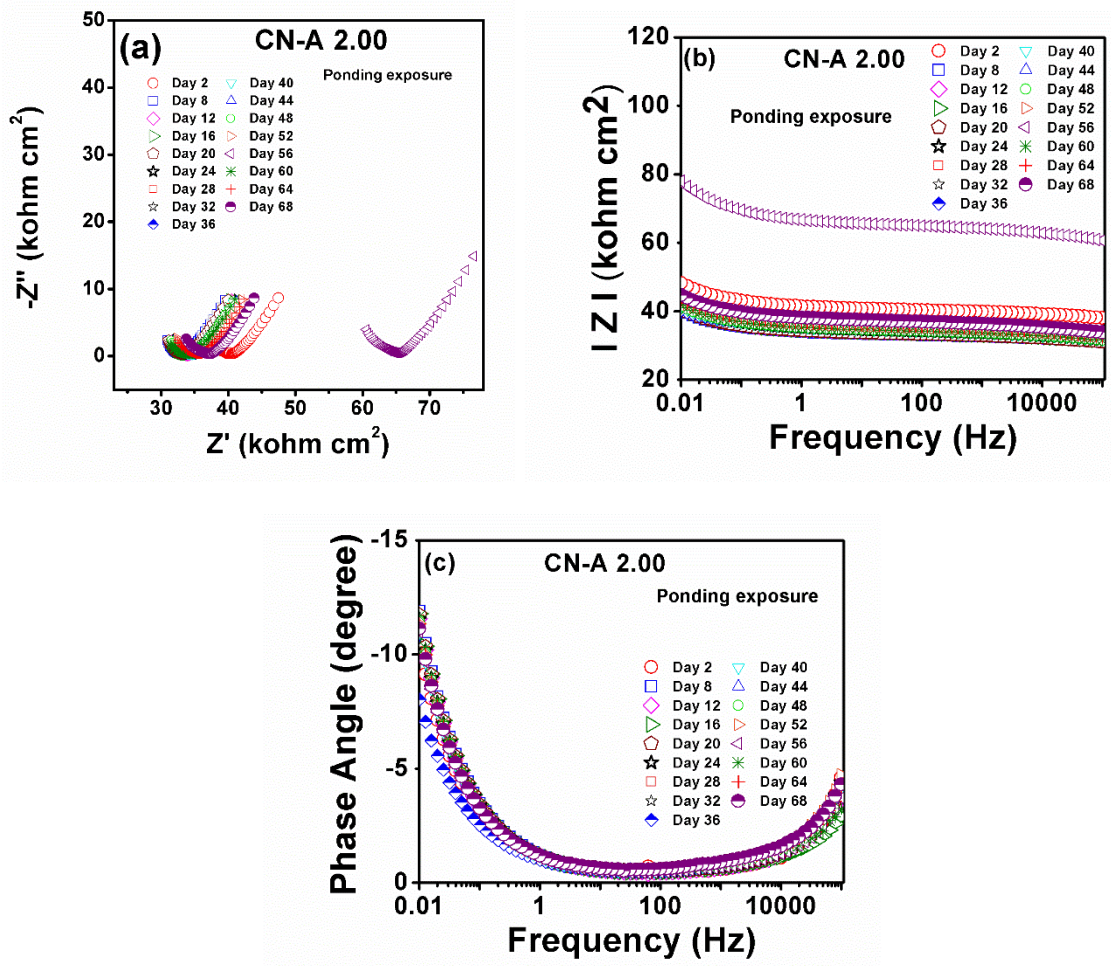 (a)
CN-A 2.00
Ponding exposure
Day 2
Day 8
Day 12
Day 16
Day 20
Day 24
Day 28
Day 32
Day 36
Day 40
Day 44
Day 48
Day 52
Day 56
Day 60
Day 64
Day 68
50
40
30
20
10
0
-Z'' (kohm cm²)
30 40 50 60 70
Z' (kohm cm²)
(b)
CN-A 2.00
Ponding exposure
Day 2
Day 8
Day 12
Day 16
Day 20
Day 24
Day 28
Day 32
Day 36
Day 40
Day 44
Day 48
Day 52
Day 56
Day 60
Day 64
Day 68
120
100
80
60
40
20
I Z I (kohm cm²)
0.01 1 100 10000
Frequency (Hz)
(c)
CN-A 2.00
Ponding exposure
Day 2
Day 8
Day 12
Day 16
Day 20
Day 24
Day 28
Day 32
Day 36
Day 40
Day 44
Day 48
Day 52
Day 56
Day 60
Day 64
Day 68
-15
-10
-5
0
Phase Angle (degree)
0.01 1 100 10000
Frequency (Hz)